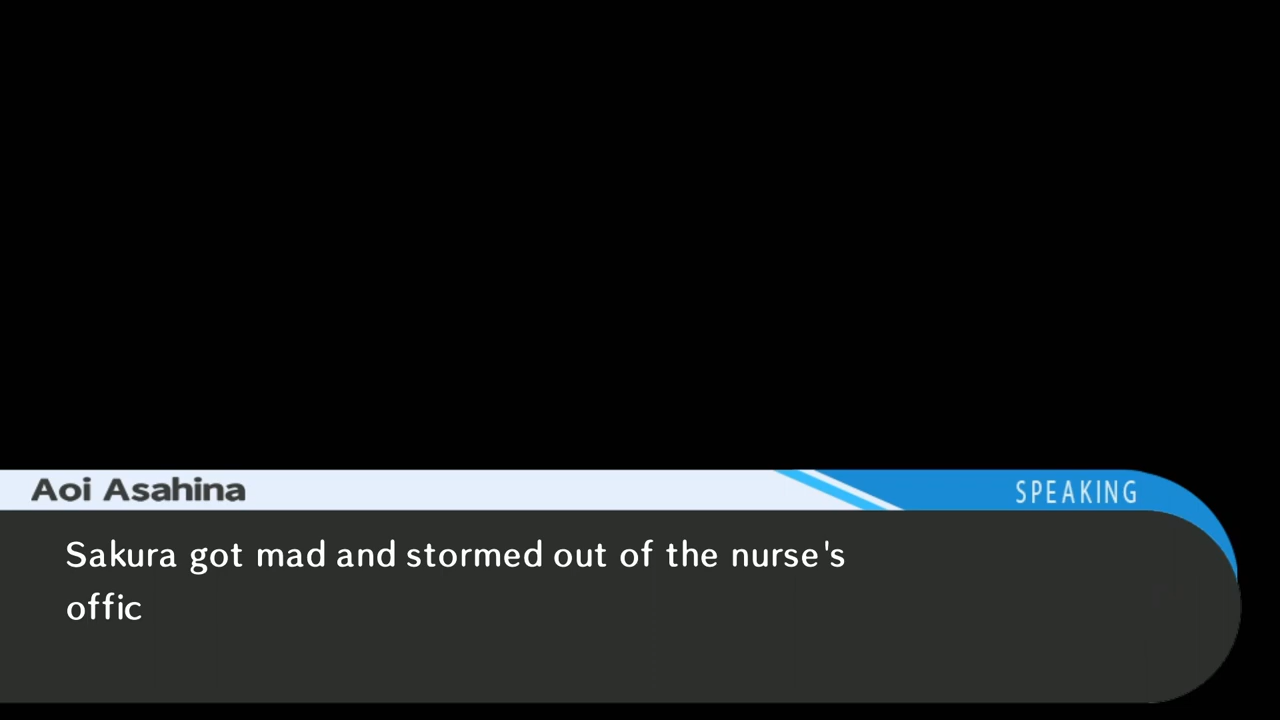 Aoi Asahina
SPEAKING
Sakura got mad and stormed out of the nurse's
offic